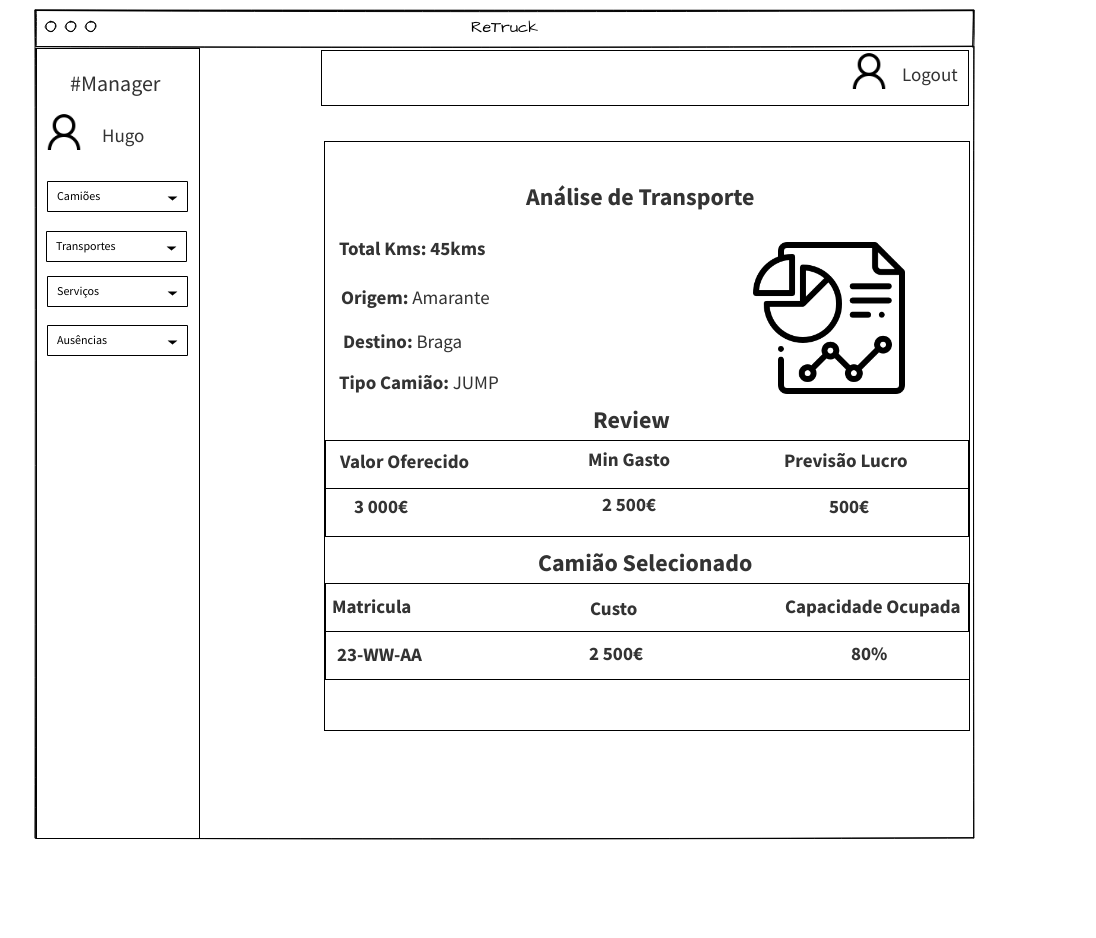 ReTruck
#Manager
Hugo
Camiões
Transportes
Serviços
Ausências
Logout
Análise de Transporte
Total Kms: 45kms
Origem: Amarante
Destino: Braga
Tipo Camião: JUMP
Review
Valor Oferecido Min Gasto Previsão Lucro
3 000€ 2 500€ 500€
Camião Selecionado
Matricula Custo Capacidade Ocupada
23-WW-AA 2 500€ 80%